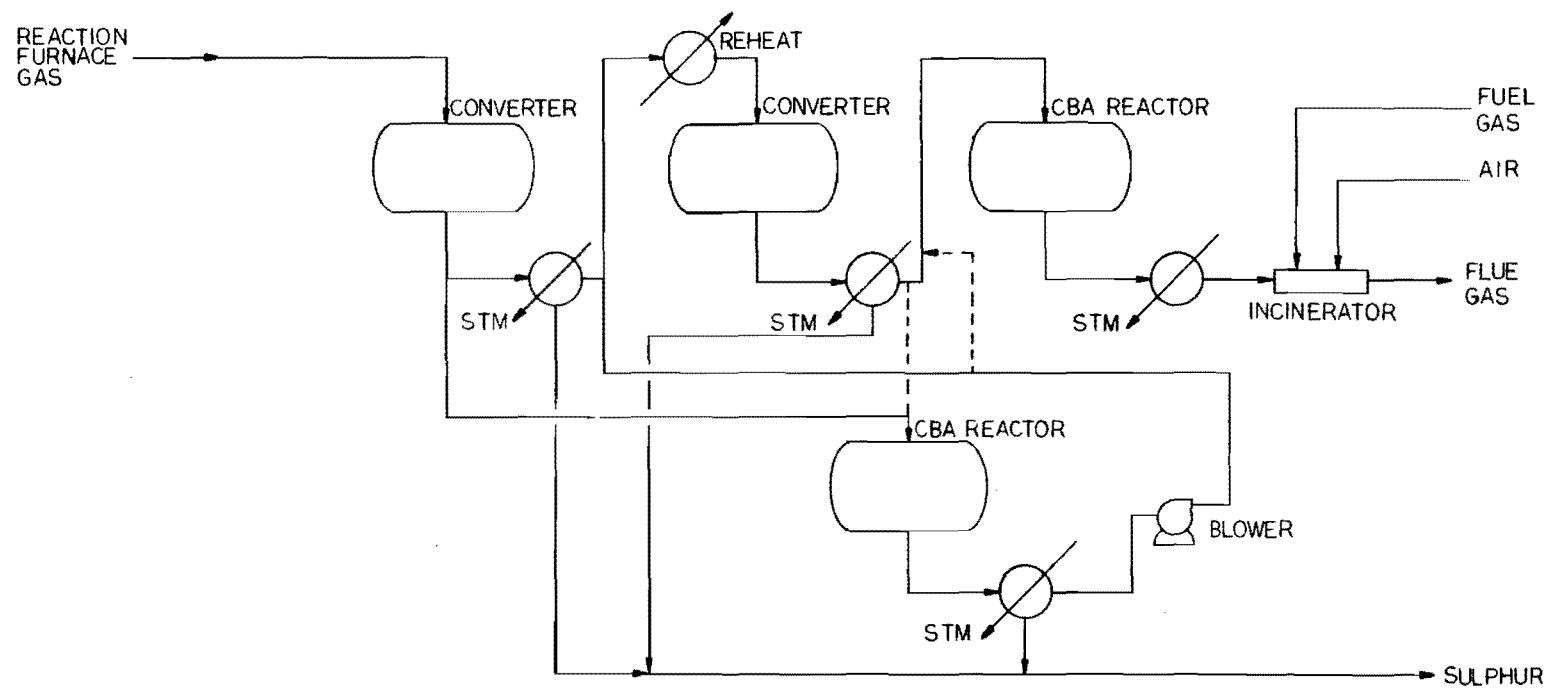 REACTION
FURNACE
GAS
REHEAT
CONVERTER
CONVERTER
CBA REACTOR
FUEL
GAS
AIR
STM
STM
STM
INCINERATOR
FLUE
GAS
CBA REACTOR
BLOWER
STM
SULPHUR